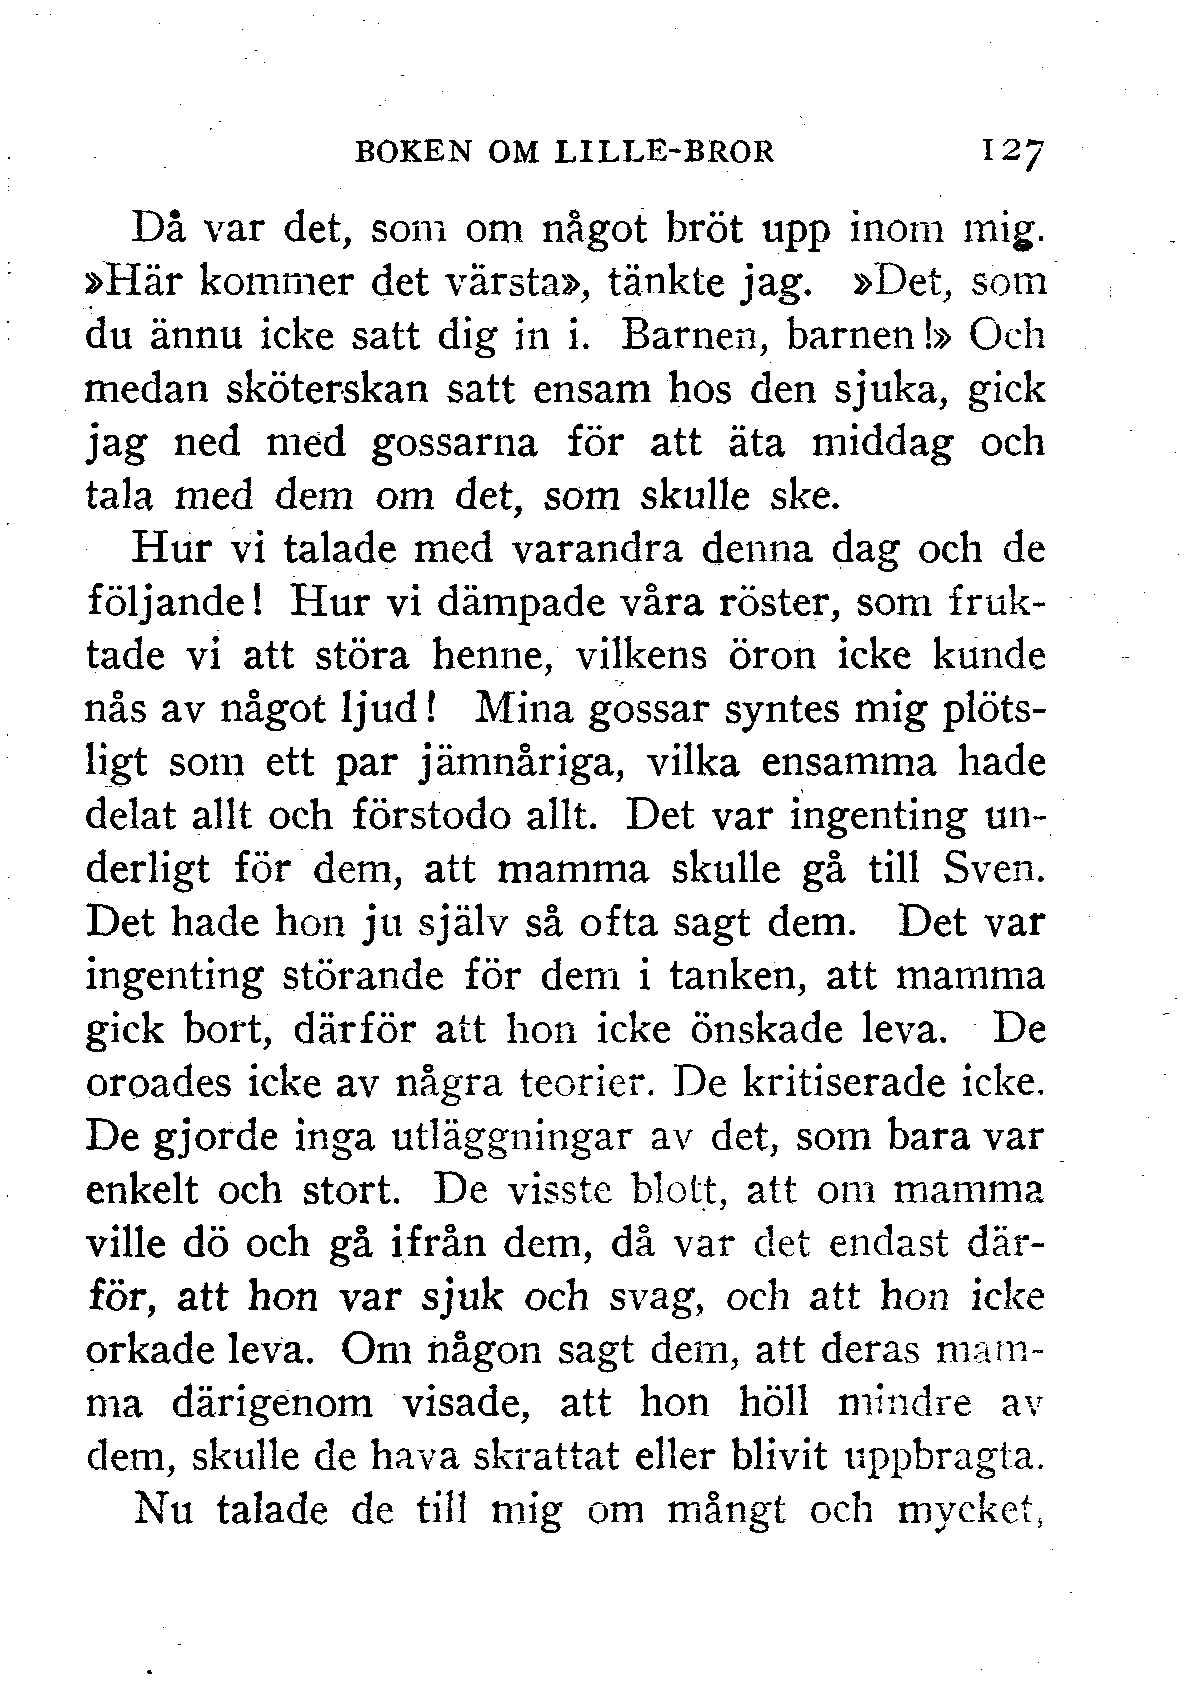 BOKEN OM LILLE-BROR 127
Då var det, som om något bröt upp inom mig.
»Här kommer det värsta», tänkte jag. »Det, som
du ännu icke satt dig in i. Barnen, barnen!» Och
medan sköterskan satt ensam hos den sjuka, gick
jag ned med gossarna för att äta middag och
tala med dem om det, som skulle ske.
Hur vi talade med varandra denna dag och de
följande! Hur vi dämpade våra röster, som fruk-
tade vi att störa henne, vilkens öron icke kunde
nås av något ljud! Mina gossar syntes mig plöts-
ligt som ett par jämnåriga, vilka ensamma hade
delat allt och förstodo allt. Det var ingenting un-
derligt för dem, att mamma skulle gå till Sven.
Det hade hon ju själv så ofta sagt dem. Det var
ingenting störande för dem i tanken, att mamma
gick bort, därför att hon icke önskade leva. De
oroades icke av några teorier. De kritiserade icke.
De gjorde inga utläggningar av det, som bara var
enkelt och stort. De visste blott, att om mamma
ville dö och gå ifrån dem, då var det endast där-
för, att hon var sjuk och svag, och att hon icke
orkade leva. Om någon sagt dem, att deras mam-
ma därigenom visade, att hon höll mindre av
dem, skulle de hava skrattat eller blivit uppbragta.
Nu talade de till mig om mångt och mycket,